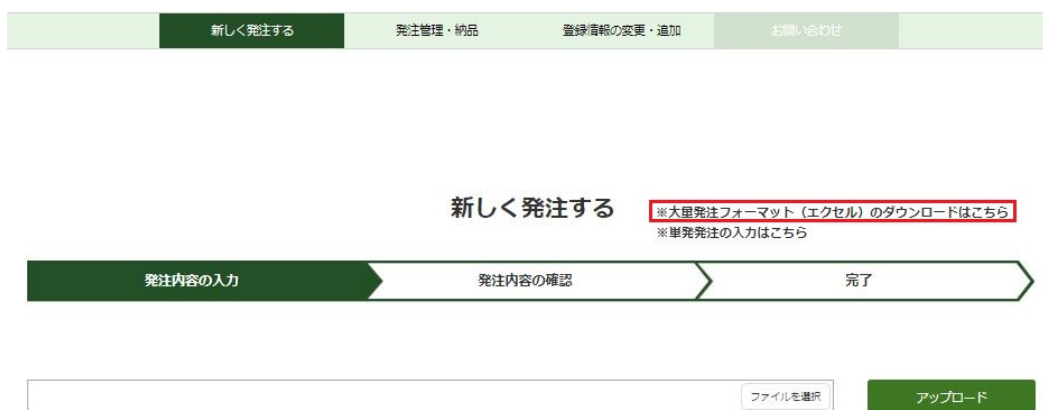 新しく発注する 発注管理・納品 登録情報の変更・追加 お問い合わせ
新しく発注する
※大量発注フォーマット（エクセル）のダウンロードはこちら
※単発発注の入力はこちら
発注内容の入力 発注内容の確認 完了
ファイルを選択 アップロード